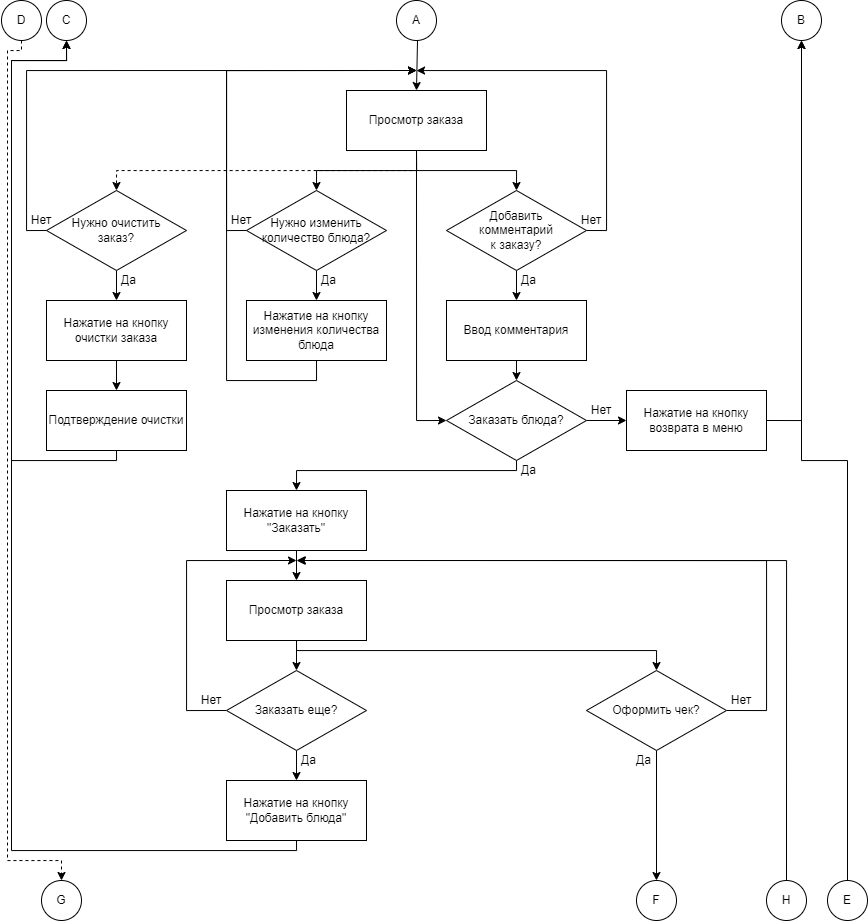 D
C
A
B
Просмотр заказа
Нет
Нужно очистить
заказ?
Нет
Нужно изменить
количество блюда?
Добавить
комментарий
к заказу?
Нет
Да
Да
Да
Нажатие на кнопку
очистки заказа
Нажатие на кнопку
изменения количества
блюда
Ввод комментария
Подтверждение очистки
Заказать блюда?
Нет
Нажатие на кнопку
возврата в меню
Да
Нажатие на кнопку
"Заказать"
Просмотр заказа
Нет
Заказать еще?
Оформить чек?
Нет
Да
Да
Нажатие на кнопку
"Добавить блюда"
G
F
H
E